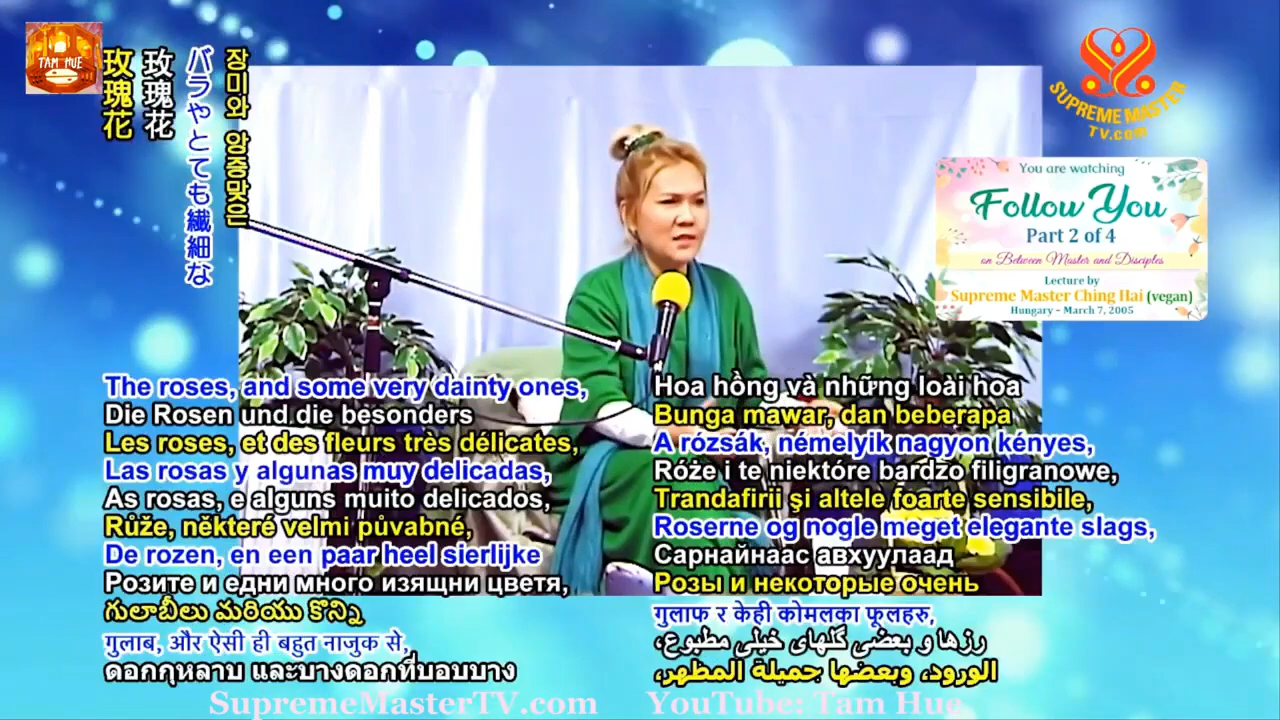 TAM HUE
玫瑰花
玫瑰花
バラやとても繊細な
장미와 앙증맞은
SUPREME MASTER
TV.com
You are watching
Follow You
Part 2 of 4
on Between Master and Disciples
Lecture by
Supreme Master Ching Hai (vegan)
Hungary – March 7, 2005
The roses, and some very dainty ones,
Die Rosen und die besonders
Les roses, et des fleurs très délicates,
Las rosas y algunas muy delicadas,
As rosas, e alguns muito delicados,
Růže, některé velmi půvabné,
De rozen, en een paar heel sierlijke
Розите и едни много изящни цветя,
గులాబీలు మరియు కొన్ని
गुलाब, और ऐसी ही बहुत नाजुक से,
ดอกกุหลาบ และบางดอกที่บอบบาง
Hoa hồng và những loài hoa
Bunga mawar, dan beberapa
A rózsák, némelyik nagyon kényes,
Róże i te niektóre bardzo filigranowe,
Trandafirii şi altele foarte sensibile,
Roserne og nogle meget elegante slags,
Сарнайнаас авхуулаад
Розы и некоторые очень
गुलाफ र केही कोमलका फूलहरु,
رزها و بعضی گلهای خیلی مطبوع،
الورود، وبعضها جميلة المظهر،
SupremeMasterTV.com
YouTube: Tam Hue